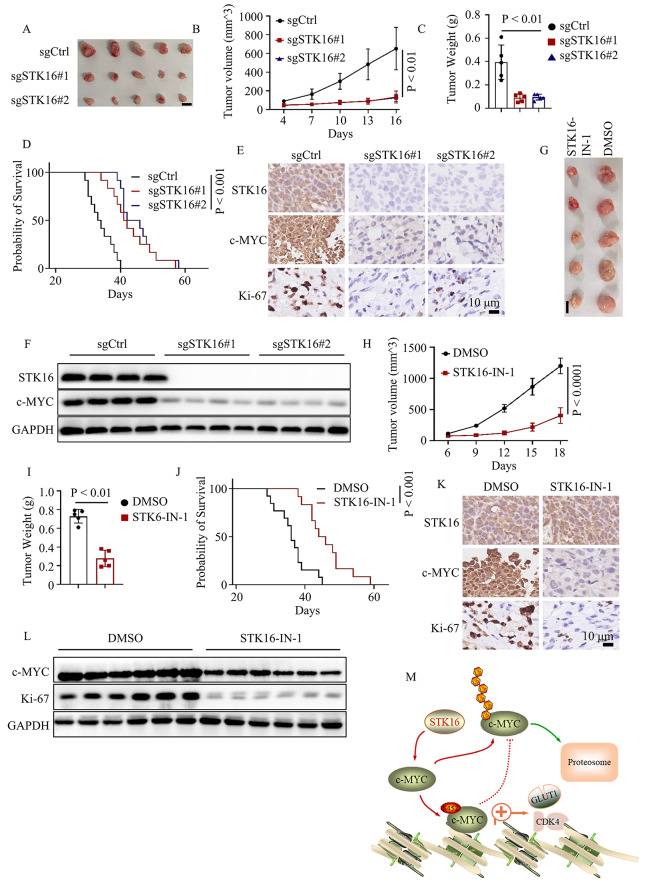 A
sgCtrl
sgSTK16#1
sgSTK16#2
B
Tumor volume (mm^3)
1000
800
600
400
200
0
4 7 10 13 16
Days
sgCtrl
sgSTK16#1
sgSTK16#2
P < 0.01
C
Tumor Weight (g)
0.8
0.6
0.4
0.2
0.0
P < 0.01
sgCtrl
sgSTK16#1
sgSTK16#2
D
Probability of Survival
100
50
0
20 40 60
Days
sgCtrl
sgSTK16#1
sgSTK16#2
P < 0.001
E
sgCtrl sgSTK16#1 sgSTK16#2
STK16
c-MYC
Ki-67
10 μm
G
STK16-
IN-1
DMSO
F
sgCtrl sgSTK16#1 sgSTK16#2
STK16
c-MYC
GAPDH
H
Tumor volume (mm^3)
1500
1000
500
0
6 9 12 15 18
Days
DMSO
STK16-IN-1
P < 0.0001
I
Tumor Weight (g)
1.0
0.8
0.6
0.4
0.2
0
P < 0.01
DMSO
STK6-IN-1
J
Probability of Survival
100
50
0
20 40 60
Days
DMSO
STK16-IN-1
P < 0.001
K
DMSO STK16-IN-1
STK16
c-MYC
Ki-67
10 μm
L
DMSO STK16-IN-1
c-MYC
Ki-67
GAPDH
M
STK16
c-MYC
Proteosome
c-MYC
c-MYC
GLUT1
CDK4